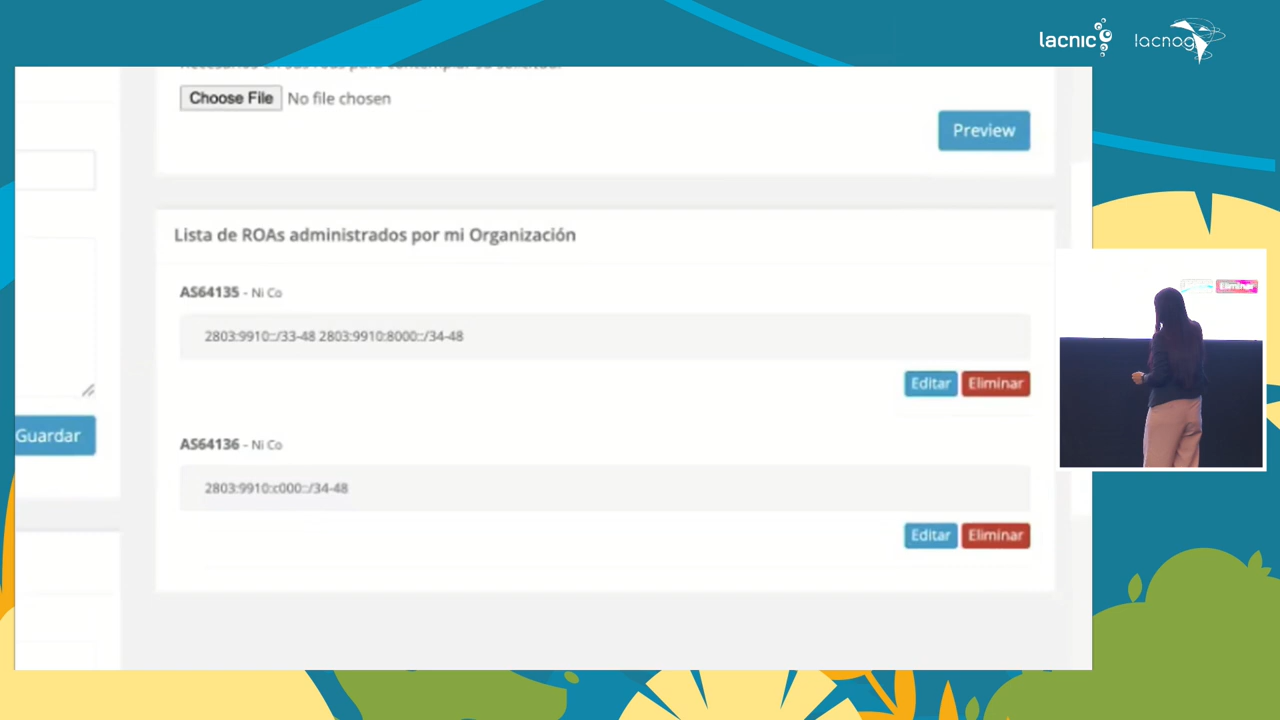 lacnic
lacnog
Choose File No file chosen
Preview
Lista de ROAs administrados por mi Organización
AS64135 - Ni Co
2803:9910::/33-48 2803:9910:8000::/34-48
Editar Eliminar
Eliminar
Guardar
AS64136 - Ni Co
2803:9910:c000::/34-48
Editar Eliminar